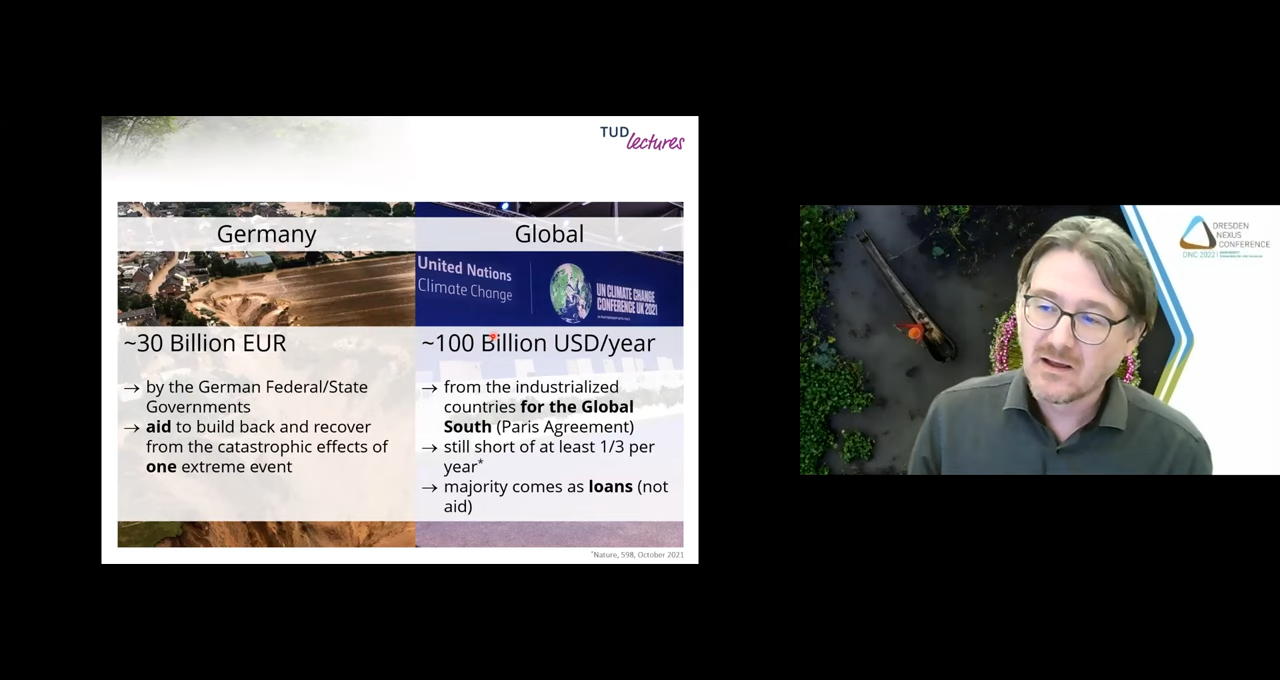 TUD
lectures
Germany
Global
United Nations
Climate Change
UN CLIMATE CHANGE
CONFERENCE UK 2021
~30 Billion EUR
→ by the German Federal/State
Governments
→ aid to build back and recover
from the catastrophic effects of
one extreme event
~100 Billion USD/year
→ from the industrialized
countries for the Global
South (Paris Agreement)
→ still short of at least 1/3 per
year*
→ majority comes as loans (not
aid)
*Nature, 598, October 2021
DRESDEN
NEXUS
CONFERENCE
DNC 2022